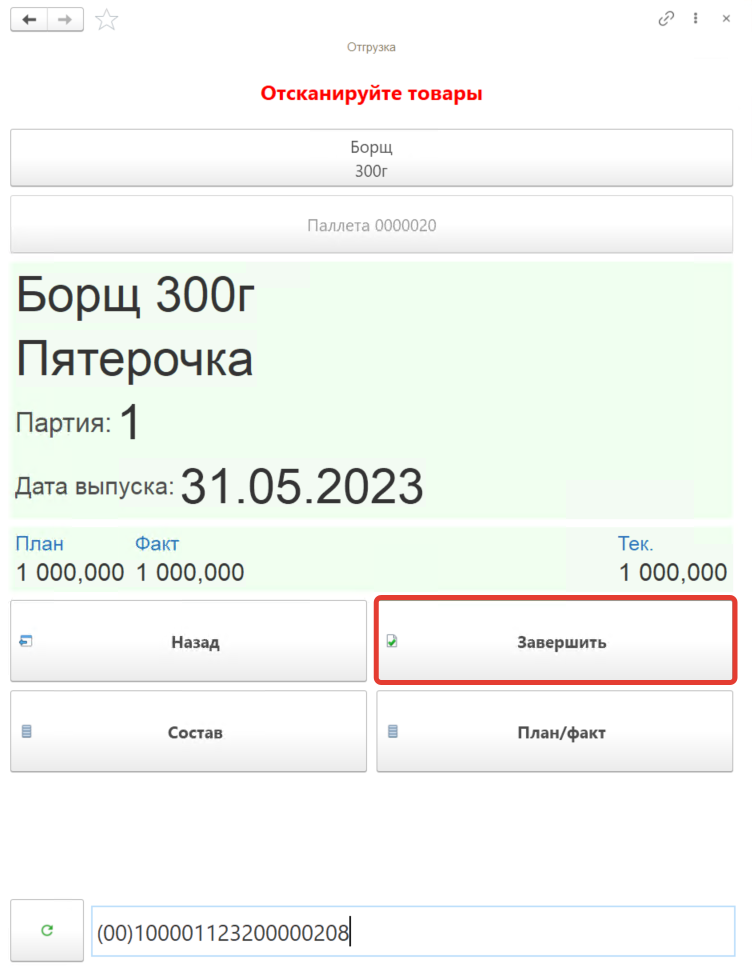 Отгрузка
Отсканируйте товары
Борщ
300г
Паллета 0000020
Борщ 300г
Пятерочка
Партия: 1
Дата выпуска: 31.05.2023
План Факт Тек.
1 000,000 1 000,000 1 000,000
Назад Завершить
Состав План/факт
(00)100001123200000208